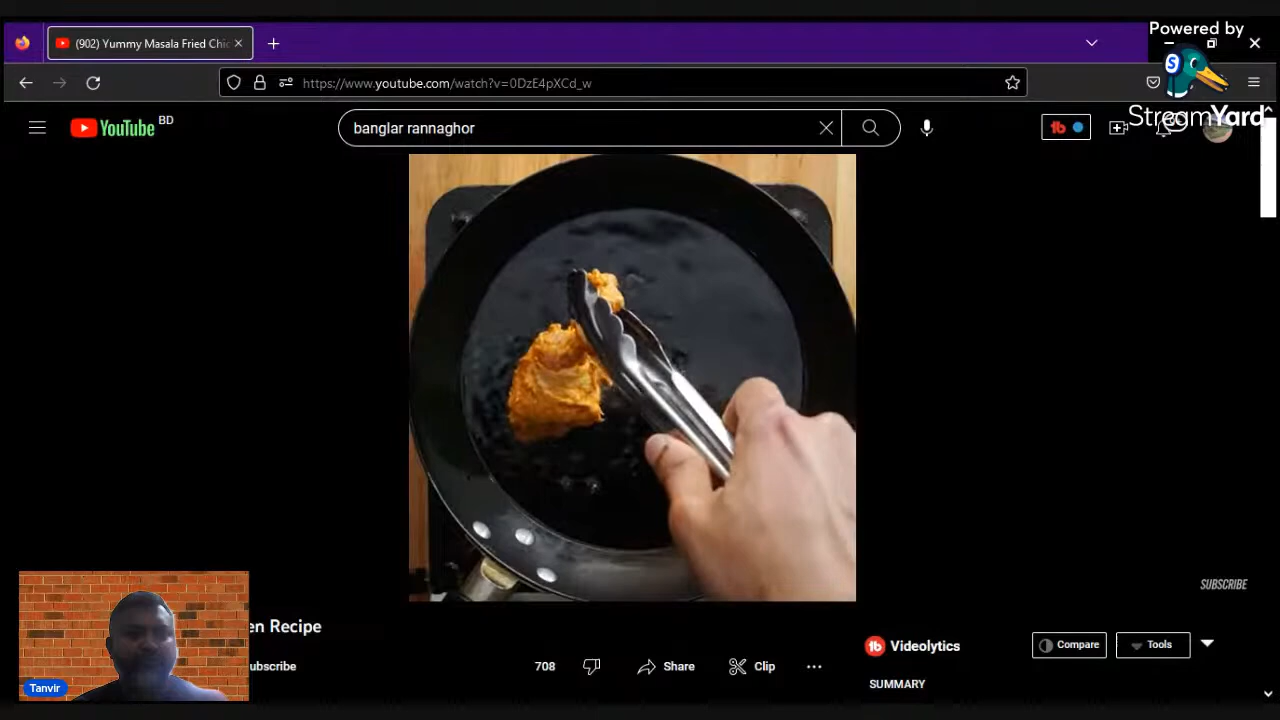 Powered by
(902) Yummy Masala Fried Chic
https://www.youtube.com/watch?v=0DzE4pXCd_w
StreamYard
YouTube BD
banglar rannaghor
SUBSCRIBE
en Recipe
Videolytics
Compare
Tools
ubscribe
708
Share
Clip
SUMMARY
Tanvir